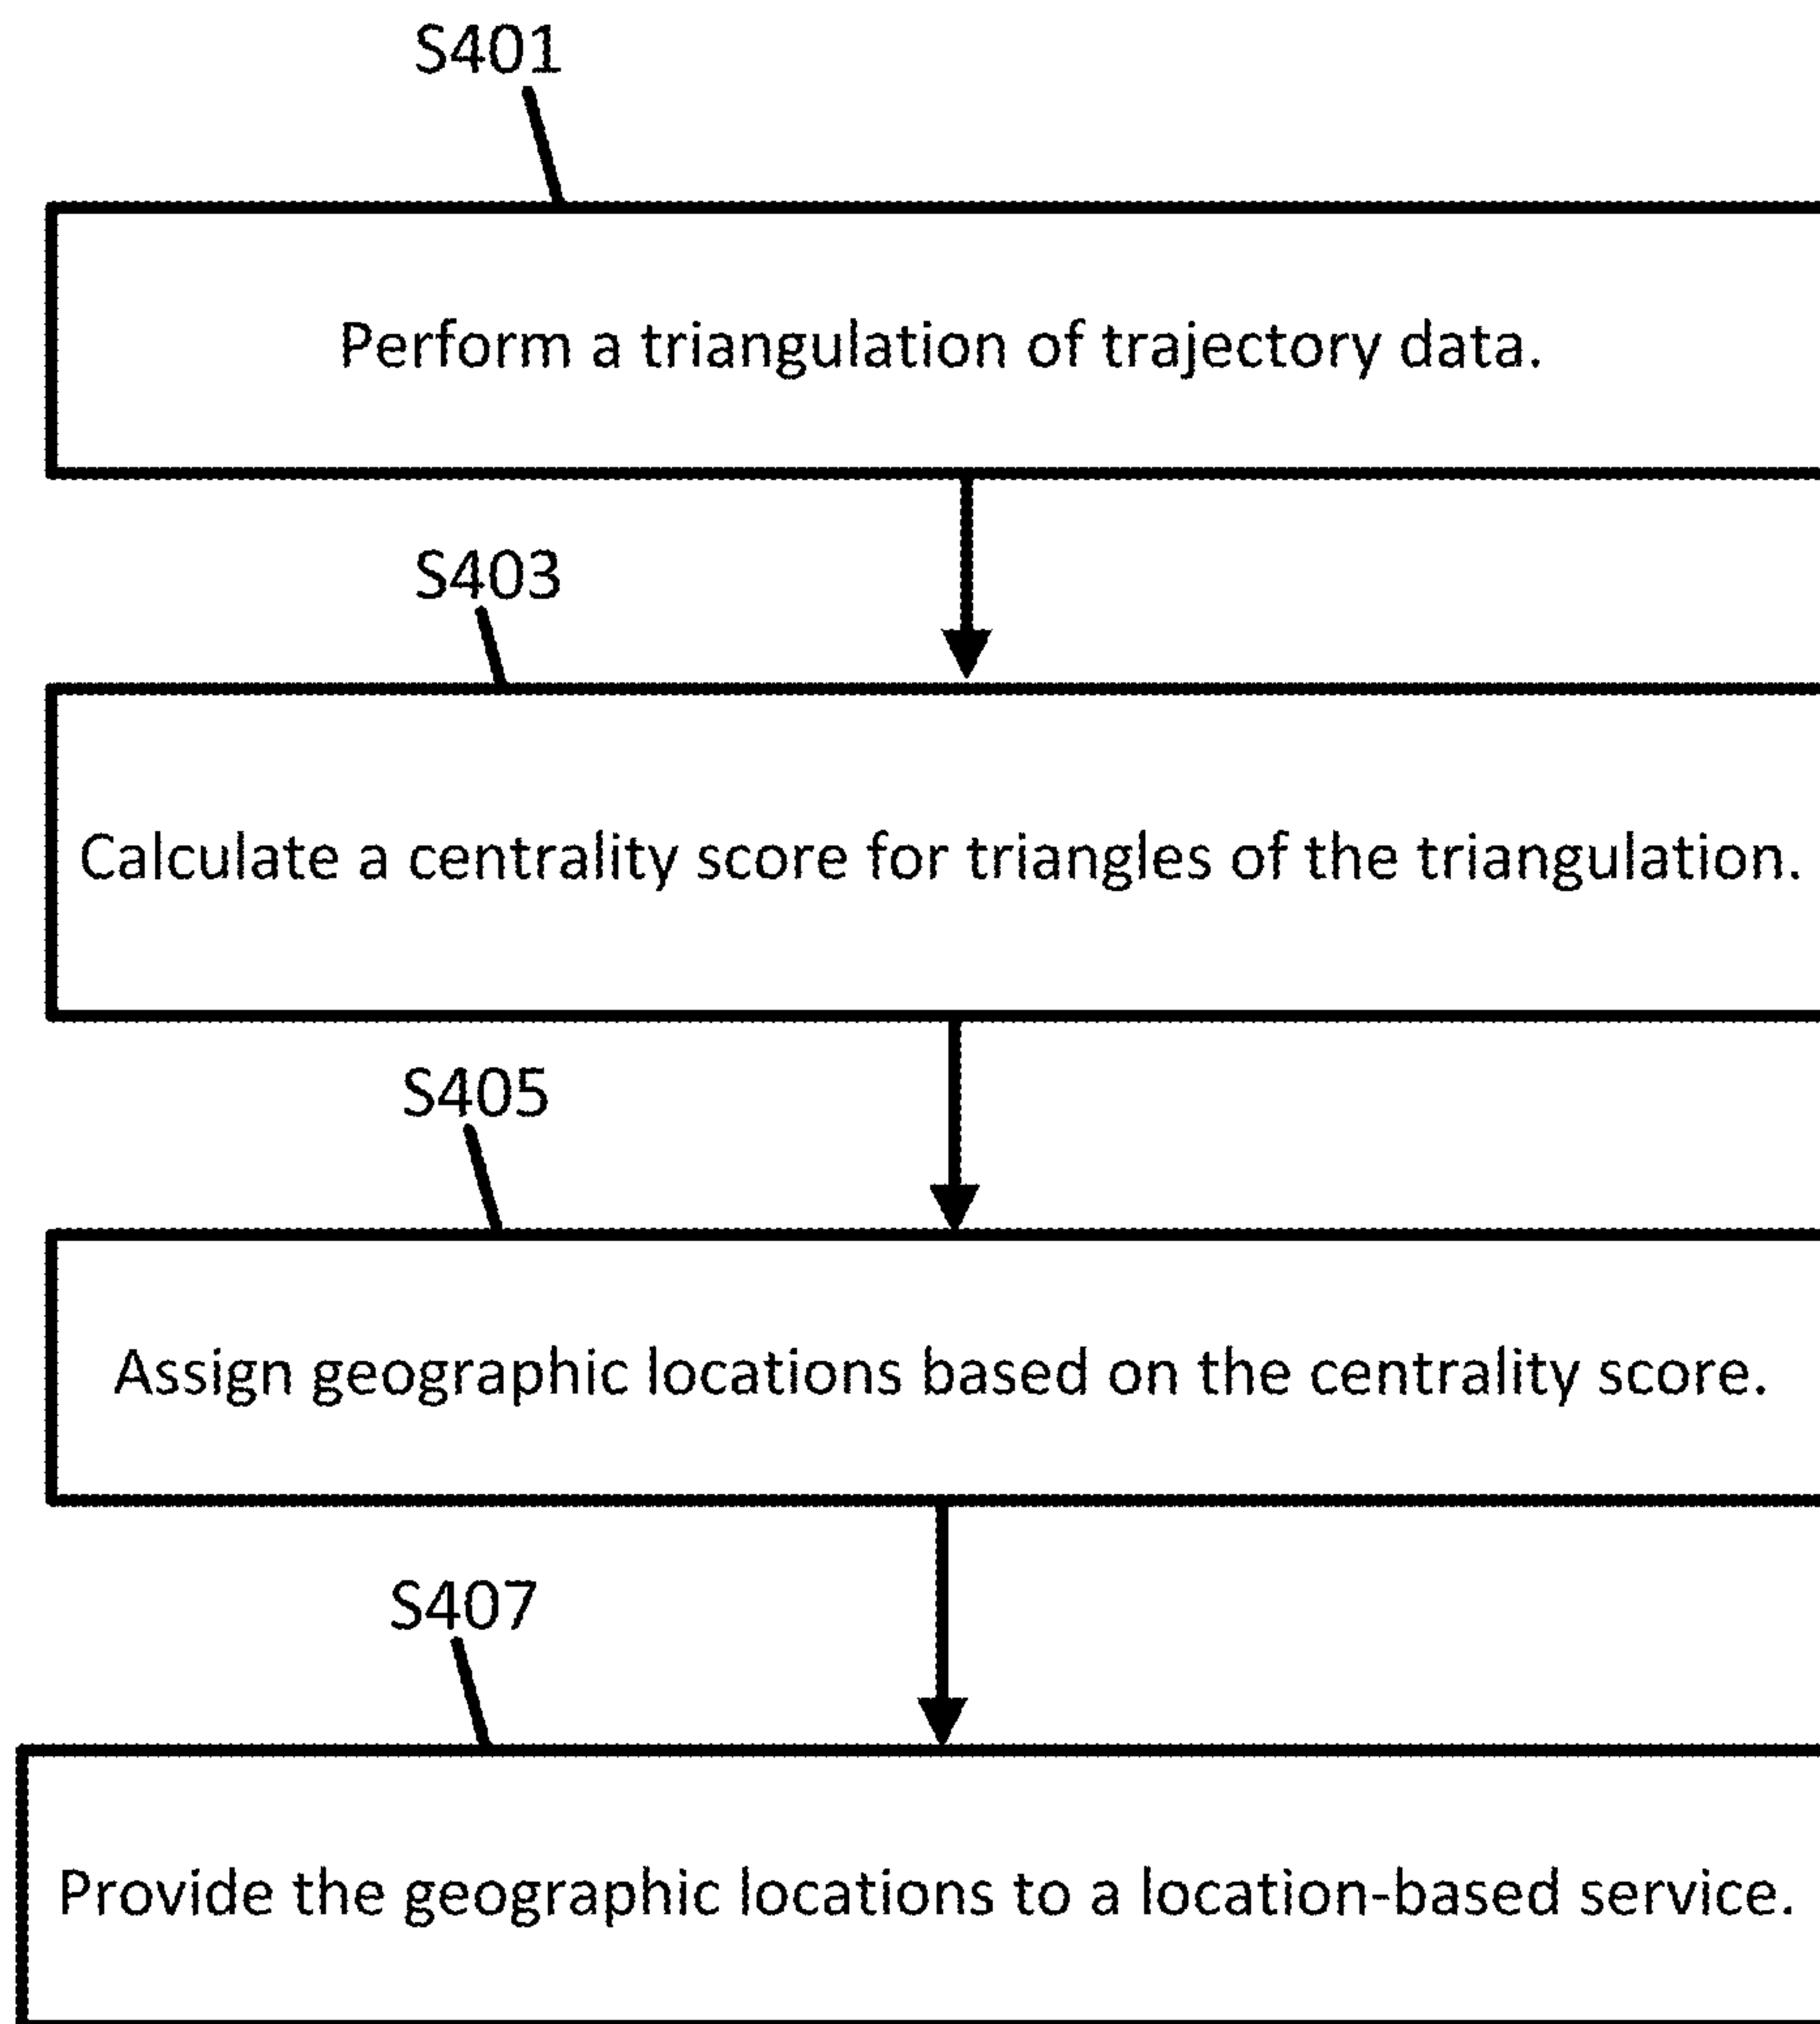 S401
Perform a triangulation of trajectory data.
S403
Calculate a centrality score for triangles of the triangulation.
S405
Assign geographic locations based on the centrality score.
S407
Provide the geographic locations to a location-based service.